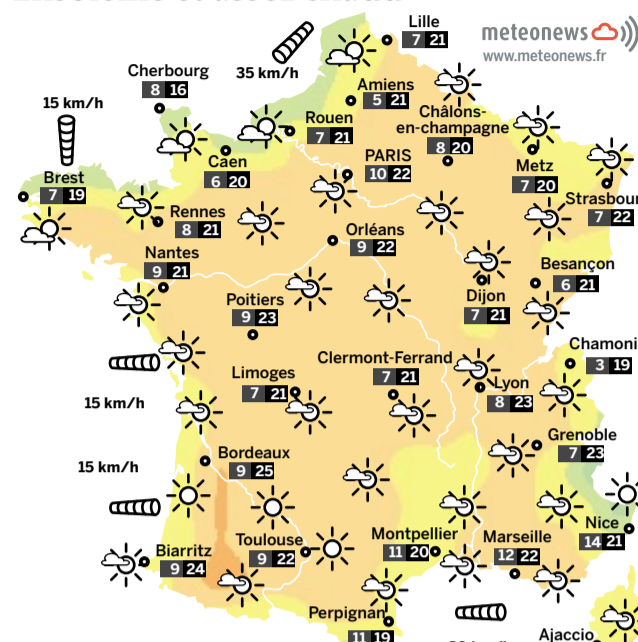 Lille
7 21
meteonews
www.meteonews.fr
35 km/h
Cherbourg
8 16
Amiens
5 21
15 km/h
Rouen
7 21
Châlons-
en-champagne
8 20
Caen
6 20
PARIS
10 22
Metz
7 20
Brest
7 19
Strasbour
7 22
Rennes
8 21
Orléans
9 22
Nantes
9 21
Besançon
6 21
Dijon
7 21
Poitiers
9 23
Chamoni
3 19
Clermont-Ferrand
7 21
Limoges
7 21
Lyon
8 23
15 km/h
Grenoble
7 23
Bordeaux
9 25
15 km/h
Nice
14 21
Toulouse
9 22
Montpellier
11 20
Marseille
12 22
Biarritz
9 24
Perpignan
11 19
Ajaccio